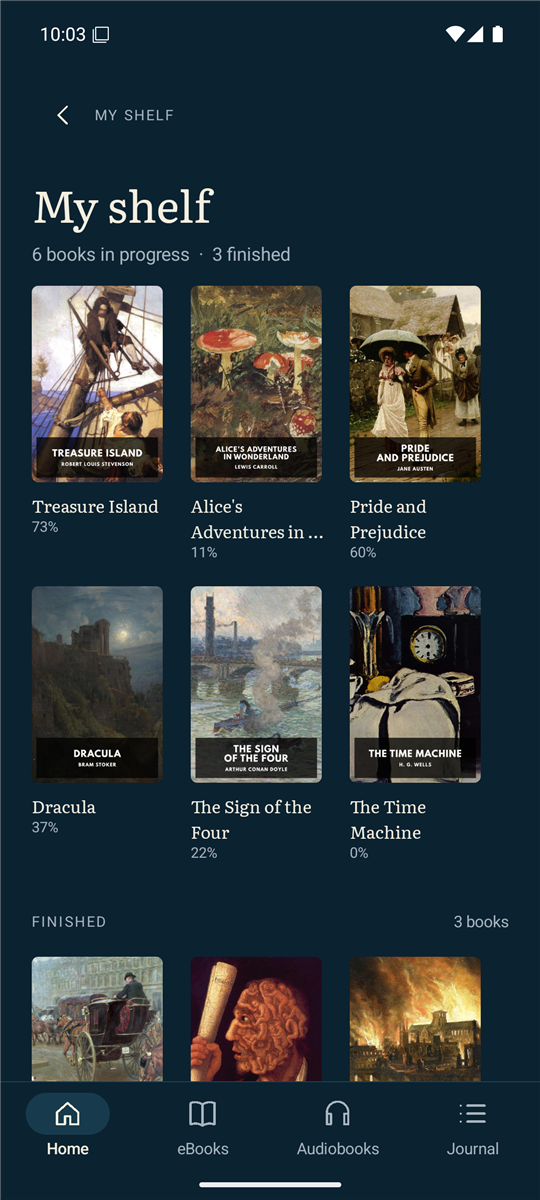 10:03
MY SHELF
My shelf
6 books in progress · 3 finished
TREASURE ISLAND
ROBERT LOUIS STEVENSON
ALICE'S ADVENTURES
IN WONDERLAND
LEWIS CARROLL
PRIDE
AND PREJUDICE
JANE AUSTEN
Treasure Island
73%
Alice's
Adventures in ...
11%
Pride and
Prejudice
60%
DRACULA
BRAM STOKER
THE SIGN
OF THE FOUR
ARTHUR CONAN DOYLE
THE TIME MACHINE
H. G. WELLS
Dracula
37%
The Sign of the
Four
22%
The Time
Machine
0%
FINISHED
3 books
Home
eBooks
Audiobooks
Journal